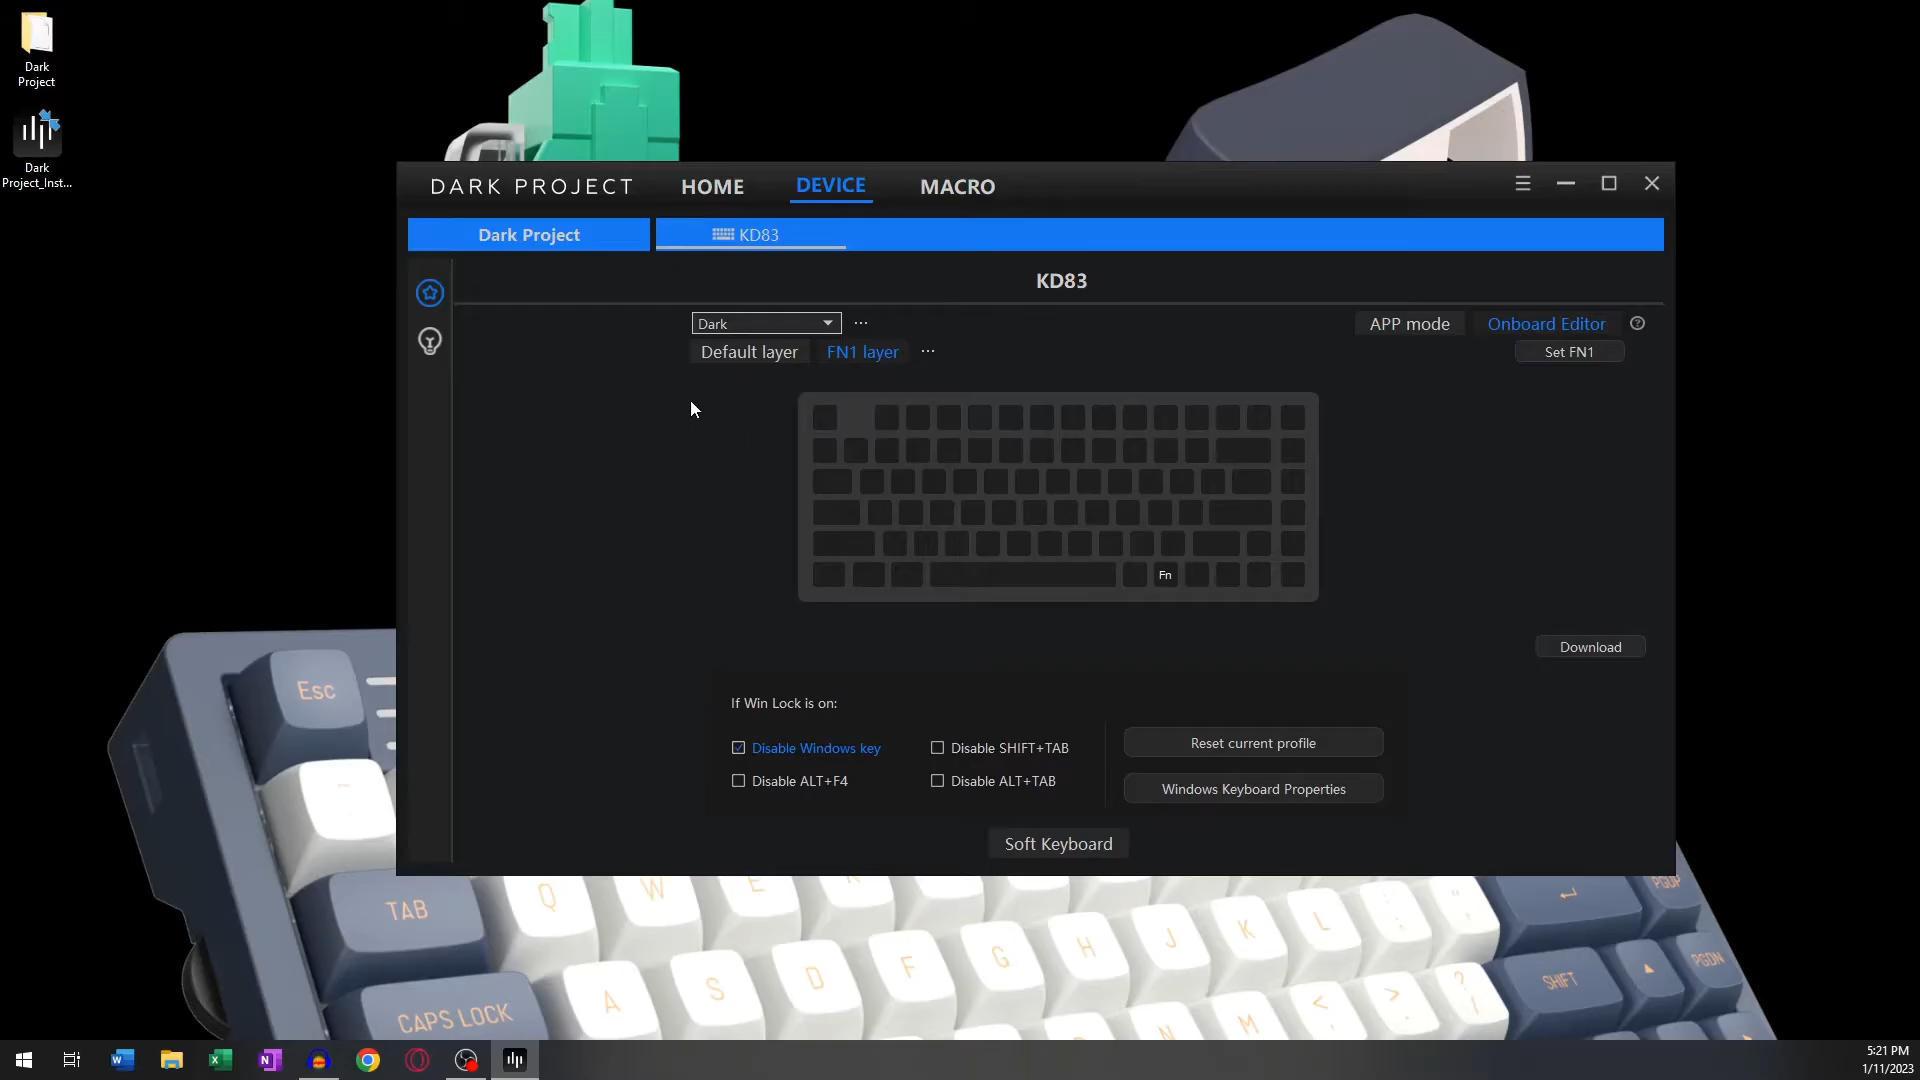 Dark
Project
Dark
Project_Inst...
DARK PROJECT
HOME
DEVICE
MACRO
Dark Project
KD83
KD83
Dark
...
APP mode
Onboard Editor
?
Default layer
FN1 layer
...
Set FN1
Fn
Download
If Win Lock is on:
Disable Windows key
Disable SHIFT+TAB
Disable ALT+F4
Disable ALT+TAB
Reset current profile
Windows Keyboard Properties
Soft Keyboard
Esc
TAB
Q
W
E
PGUP
CAPS LOCK
A
S
D
F
G
H
J
K
L
SHIFT
PGDN
M
<
>
?
/
5:21 PM
1/11/2023